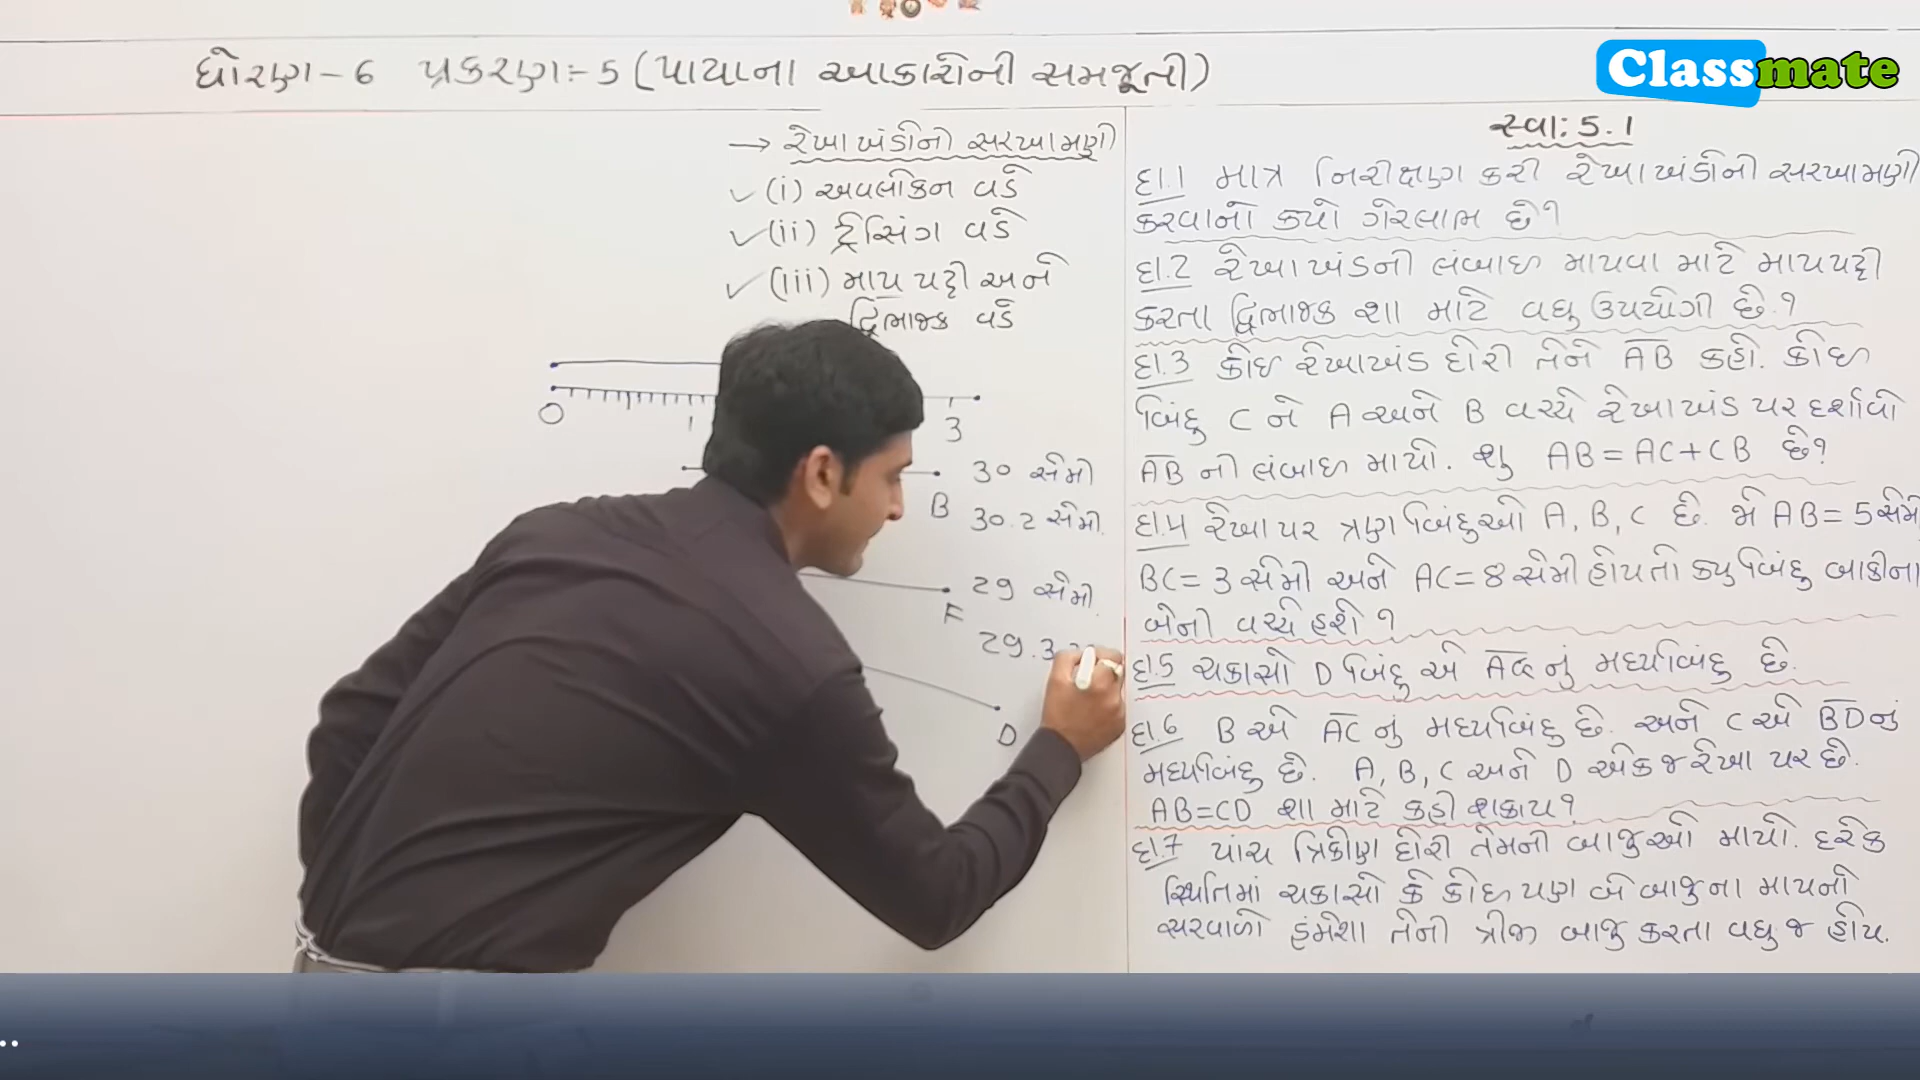 Classmate
ધોરણ - 6 પ્રકરણ:- 5 (પાયાના આકારોની સમજૂતી)
→ રેખાખંડોની સરખામણી
✓ (i) અવલોકન વડે
✓ (ii) ટ્રેસિંગ વડે
✓ (iii) માપ પટ્ટી અને
દ્વિભાજક વડે
0 1 3
B 30 સેમી
30.2 સેમી.
F 29 સેમી.
29.3
D
સ્વા: 5.1
દા.1 માત્ર નિરીક્ષણ કરી રેખાખંડોની સરખામણી
કરવાનો કયો ગેરલાભ છે?
દા.2 રેખાખંડની લંબાઇ માપવા માટે માપપટ્ટી
કરતા દ્વિભાજક શા માટે વધુ ઉપયોગી છે.?
દા.3 કોઇ રેખાખંડ દોરી તેને AB કહો. કોઇ
બિંદુ C ને A અને B વચ્ચે રેખાખંડ પર દર્શાવો
AB ની લંબાઇ માપો. શુ AB = AC+CB છે?
દા.4 રેખા પર ત્રણ બિંદુઓ A, B, C છે. જો AB = 5 સેમી
BC = 3 સેમી અને AC = 8 સેમી હોય તો કયુ બિંદુ બાકીના
બેની વચ્ચે હશે ?
દા.5 ચકાસો D બિંદુ એ નું મધ્યબિંદુ છે.
દા.6 B એ AC નું મધ્યબિંદુ છે. અને C એ BD નું
મધ્યબિંદુ છે. A, B, C અને D એક જ રેખા પર છે.
AB=CD શા માટે કહી શકાય?
દા.7 પાંચ ત્રિકોણ દોરી તેમની બાજુઓ માપો. દરેક
સ્થિતિમાં ચકાસો કે કોઇ પણ બે બાજુના માપનો
સરવાળો હંમેશા તેની ત્રીજી બાજુ કરતા વધુ જ હોય.
..